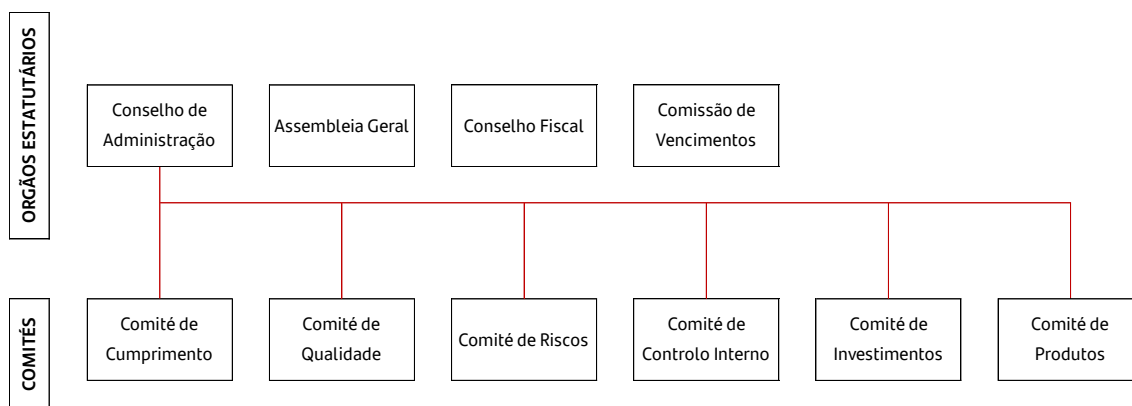 ORGÃOS ESTATUTÁRIOS
Conselho de
Administração
Assembleia Geral
Conselho Fiscal
Comissão de
Vencimentos
COMITÉS
Comité de
Cumprimento
Comité de
Qualidade
Comité de Riscos
Comité de
Controlo Interno
Comité de
Investimentos
Comité de
Produtos